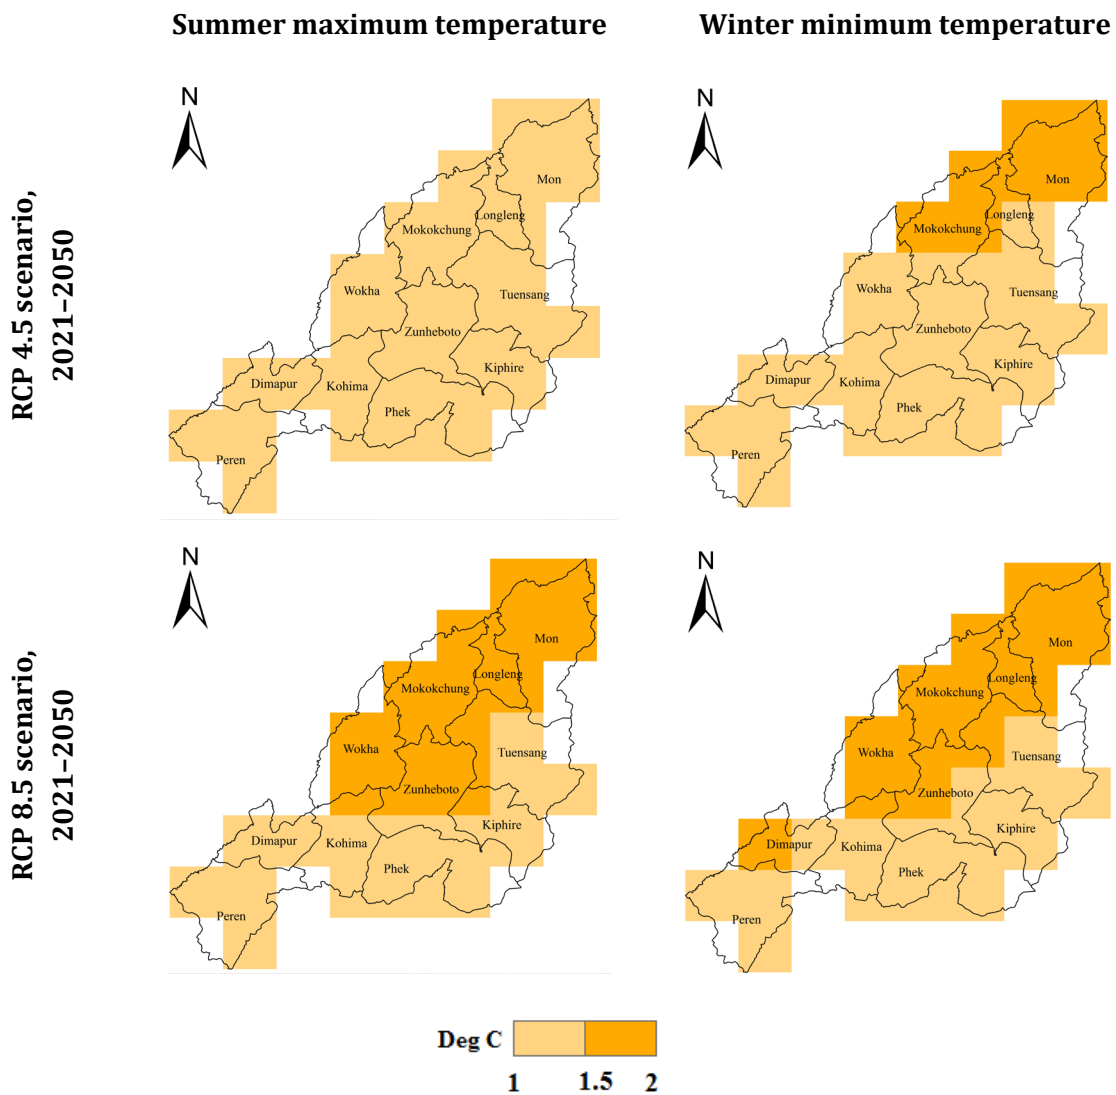 Summer maximum temperature
Winter minimum temperature
RCP 4.5 scenario,
2021–2050
N
Mon
Longleng
Mokokchung
Wokha
Tuensang
Zunheboto
Kiphire
Dimapur
Kohima
Phek
Peren
N
Mon
Longleng
Mokokchung
Wokha
Tuensang
Zunheboto
Kiphire
Dimapur
Kohima
Phek
Peren
RCP 8.5 scenario,
2021–2050
N
Mon
Longleng
Mokokchung
Wokha
Tuensang
Zunheboto
Kiphire
Dimapur
Kohima
Phek
Peren
N
Mon
Longleng
Mokokchung
Wokha
Tuensang
Zunheboto
Kiphire
Dimapur
Kohima
Phek
Peren
Deg C
1 1.5 2